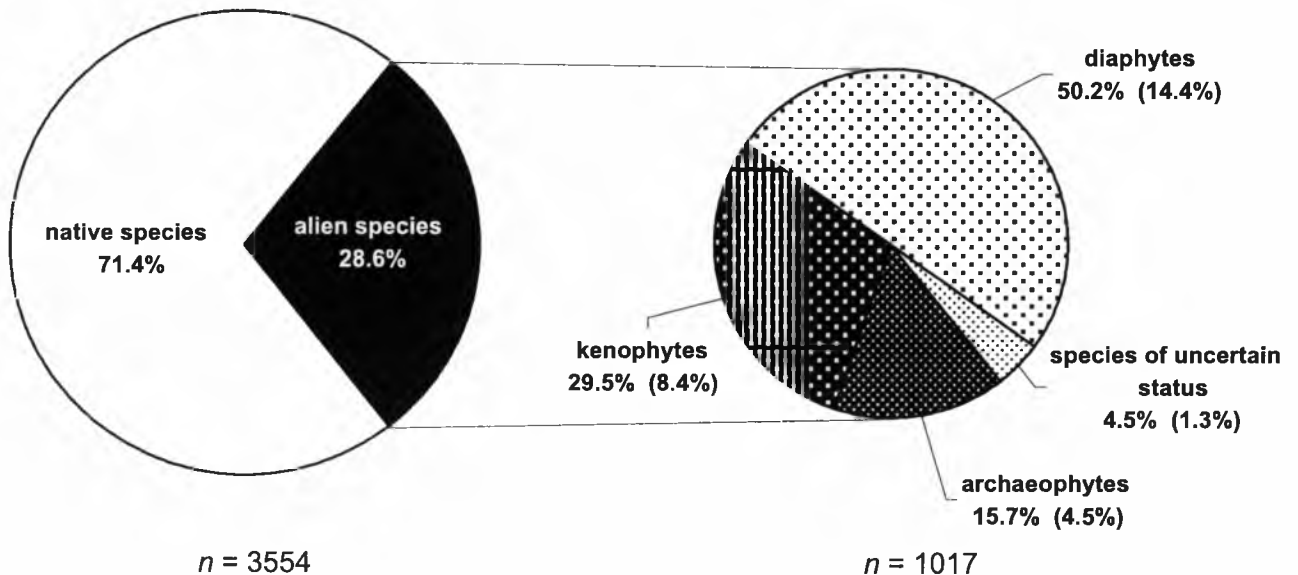 native species
71.4%
alien species
28.6%
n = 3554
diaphytes
50.2% (14.4%)
kenophytes
29.5% (8.4%)
species of uncertain
status
4.5% (1.3%)
archaeophytes
15.7% (4.5%)
n = 1017